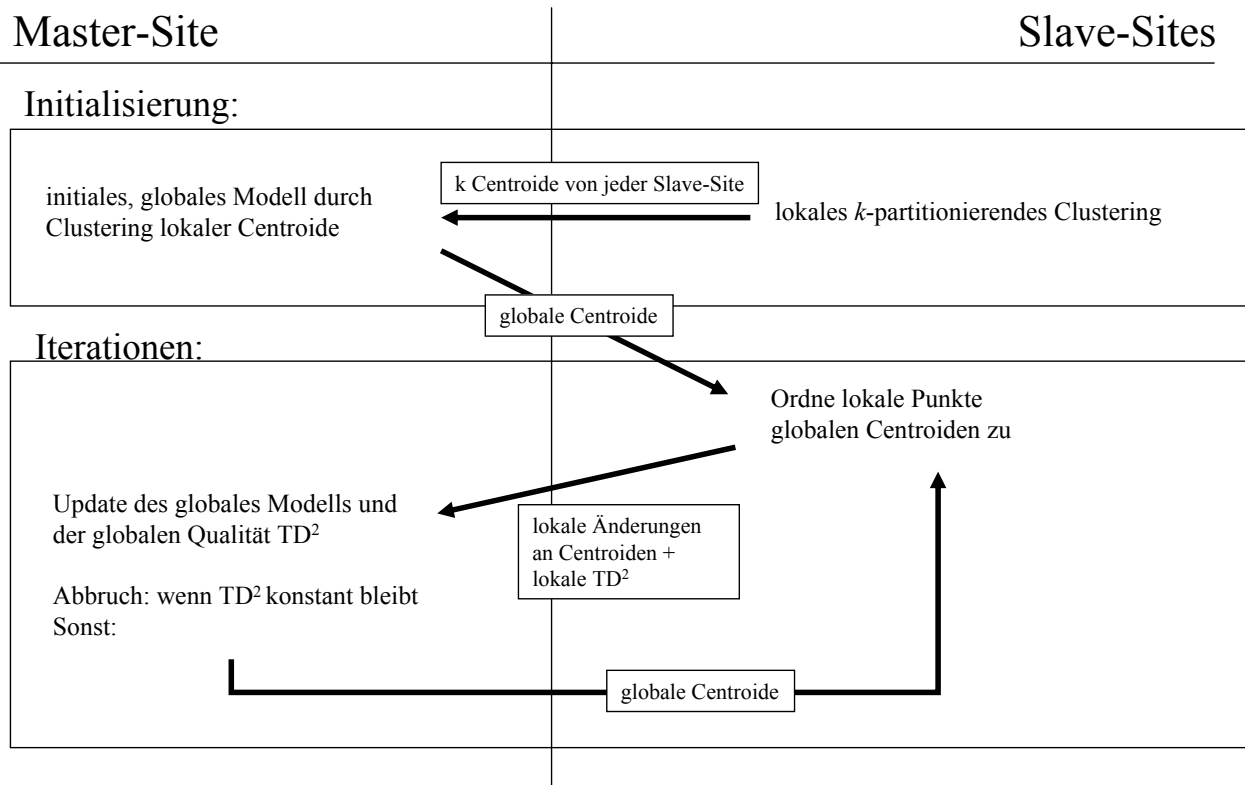 Master-Site
Slave-Sites
Initialisierung:
k Centroide von jeder Slave-Site
initiales, globales Modell durch
Clustering lokaler Centroide
lokales k-partitionierendes Clustering
globale Centroide
Iterationen:
Ordne lokale Punkte
globalen Centroiden zu
Update des globales Modells und
der globalen Qualität TD²
lokale Änderungen
an Centroiden +
lokale TD²
Abbruch: wenn TD² konstant bleibt
Sonst:
globale Centroide